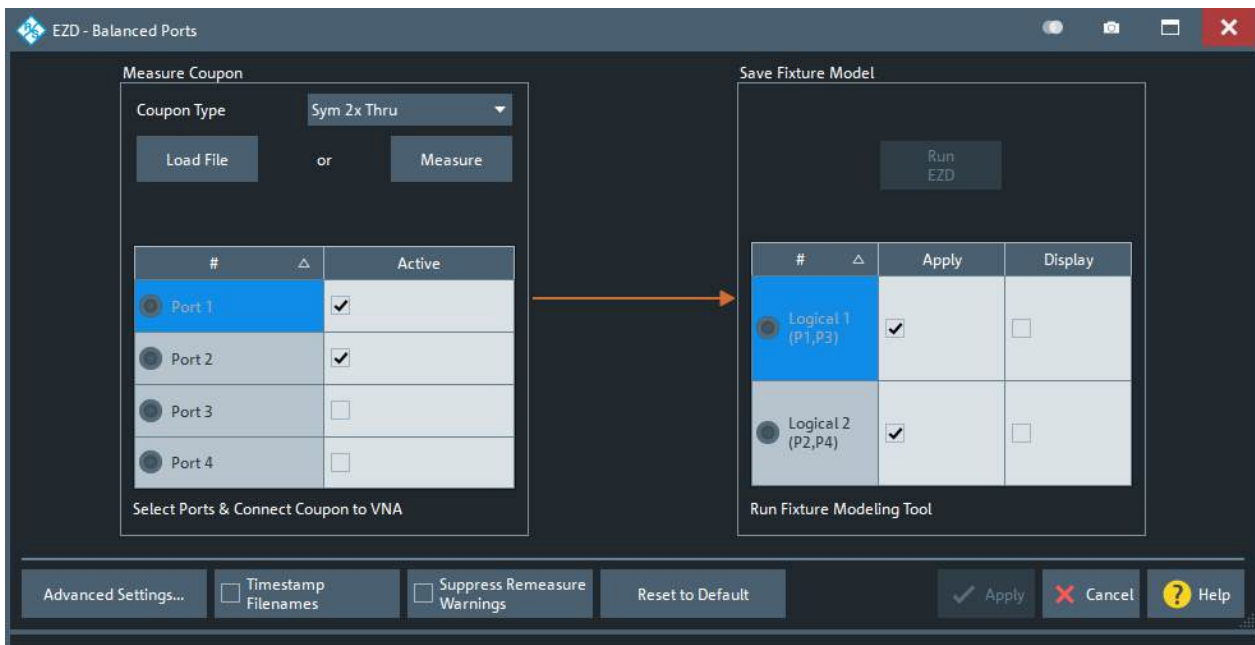 EZD - Balanced Ports
Measure Coupon
Coupon Type
Sym 2x Thru
Load File
or
Measure
#
Active
Port 1
Port 2
Port 3
Port 4
Select Ports & Connect Coupon to VNA
Save Fixture Model
Run
EZD
#
Apply
Display
Logical 1
(P1,P3)
Logical 2
(P2,P4)
Run Fixture Modeling Tool
Advanced Settings...
Timestamp
Filenames
Suppress Remeasure
Warnings
Reset to Default
Apply
Cancel
? Help